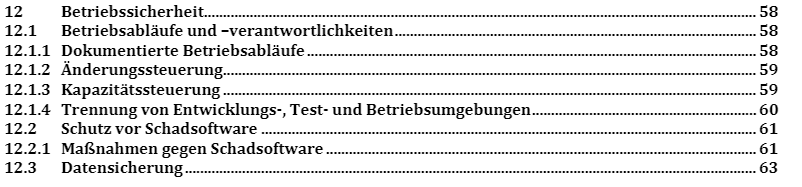 12 Betriebssicherheit 58
12.1 Betriebsabläufe und –verantwortlichkeiten 58
12.1.1 Dokumentierte Betriebsabläufe 58
12.1.2 Änderungssteuerung 59
12.1.3 Kapazitätssteuerung 59
12.1.4 Trennung von Entwicklungs-, Test- und Betriebsumgebungen 60
12.2 Schutz vor Schadsoftware 61
12.2.1 Maßnahmen gegen Schadsoftware 61
12.3 Datensicherung 63